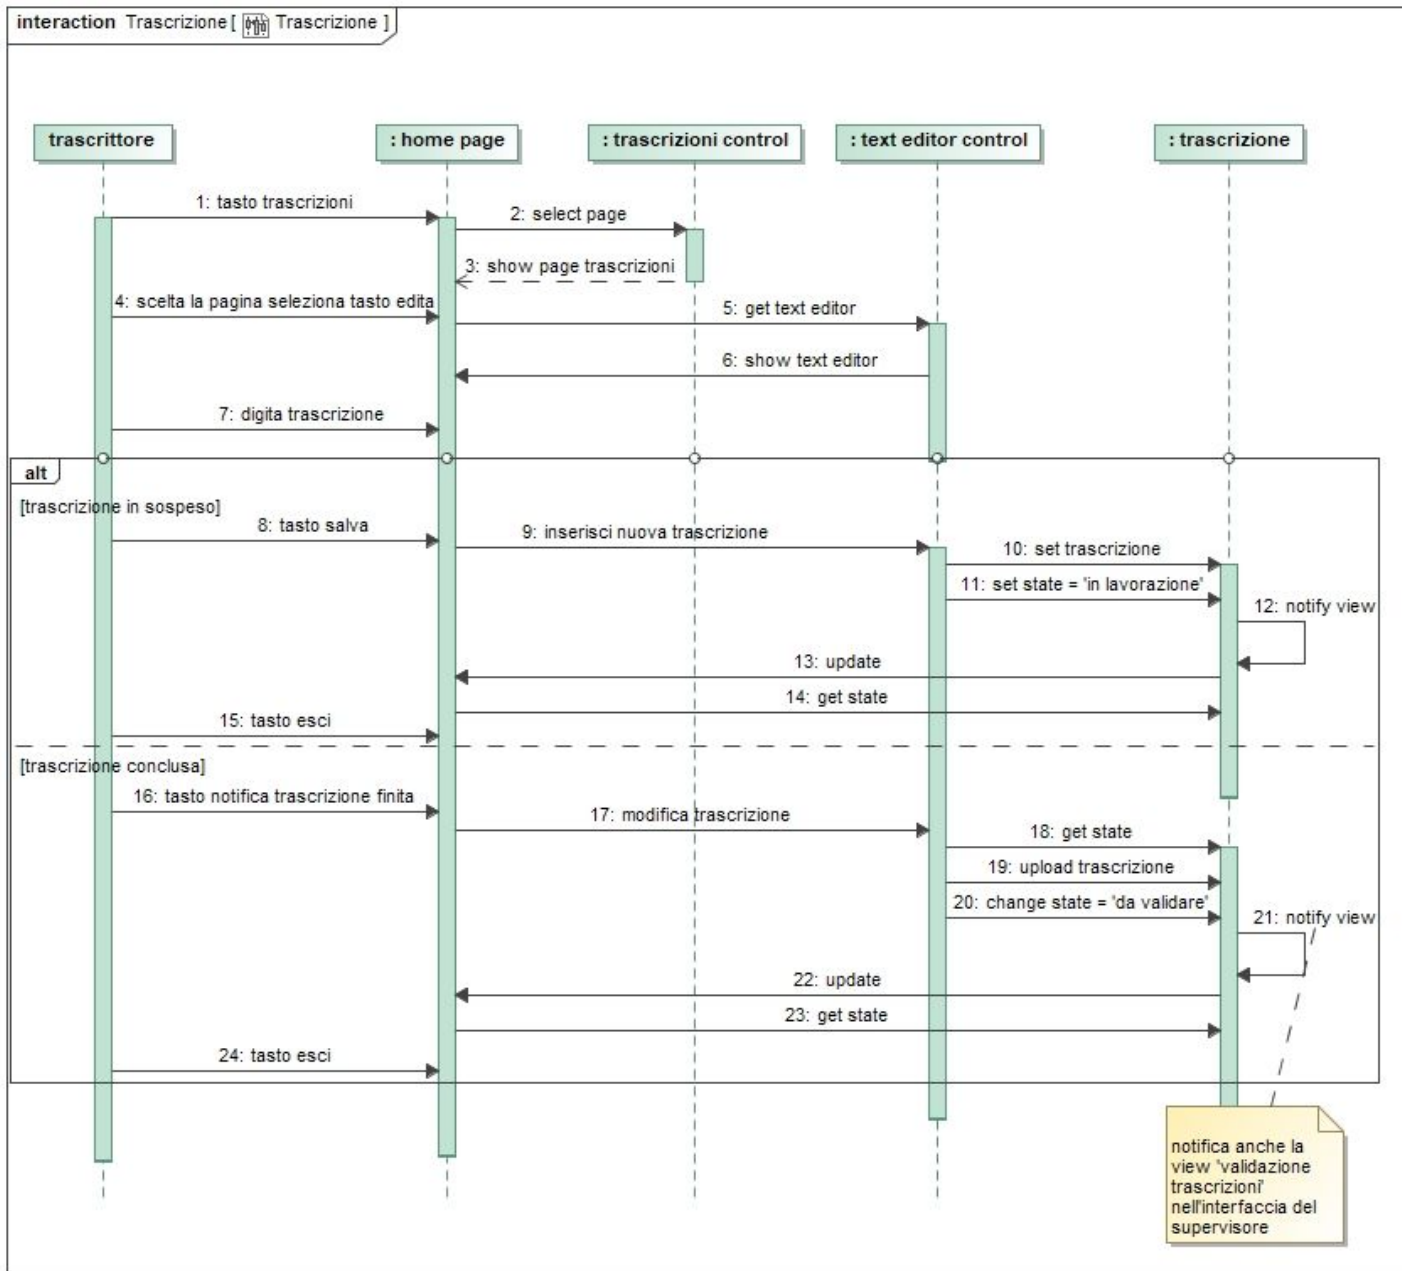 interaction Trascrizione [ Trascrizione ]
trascrittore
: home page
: trascrizioni control
: text editor control
: trascrizione
1: tasto trascrizioni
2: select page
3: show page trascrizioni
4: scelta la pagina seleziona tasto edita
5: get text editor
6: show text editor
7: digita trascrizione
alt
[trascrizione in sospeso]
8: tasto salva
9: inserisci nuova trascrizione
10: set trascrizione
11: set state = 'in lavorazione'
12: notify view
13: update
14: get state
15: tasto esci
[trascrizione conclusa]
16: tasto notifica trascrizione finita
17: modifica trascrizione
18: get state
19: upload trascrizione
20: change state = 'da validare'
21: notify view
22: update
23: get state
24: tasto esci
notifica anche la
view 'validazione
trascrizioni'
nell'interfaccia del
supervisore